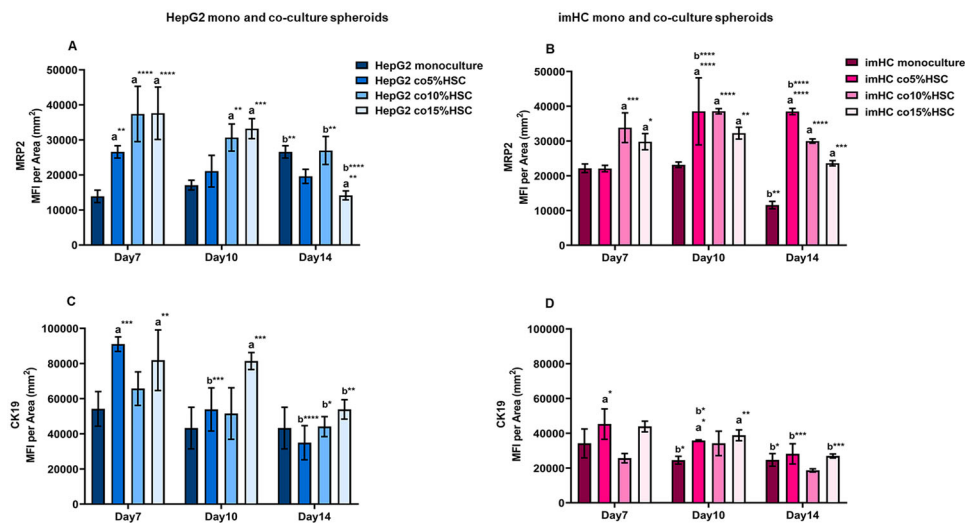 HepG2 mono and co-culture spheroids
imHC mono and co-culture spheroids
A
MRP2
MFI per Area (mm²)
50000
40000
30000
20000
10000
0
a**
a****
a****
a**
a***
b**
b**
b****
a**
Day7
Day10
Day14
HepG2 monoculture
HepG2 co5%HSC
HepG2 co10%HSC
HepG2 co15%HSC
B
MRP2
MFI per Area (mm²)
50000
40000
30000
20000
10000
0
a***
a*
b****
a****
a****
a**
b**
b****
a****
a****
a***
Day7
Day10
Day14
imHC monoculture
imHC co5%HSC
imHC co10%HSC
imHC co15%HSC
C
CK19
MFI per Area (mm²)
100000
80000
60000
40000
20000
0
a***
a**
b***
a***
b****
b*
b**
Day7
Day10
Day14
D
CK19
MFI per Area (mm²)
100000
80000
60000
40000
20000
0
a*
b*
b*
a*
a**
b*
b***
b***
Day7
Day10
Day14